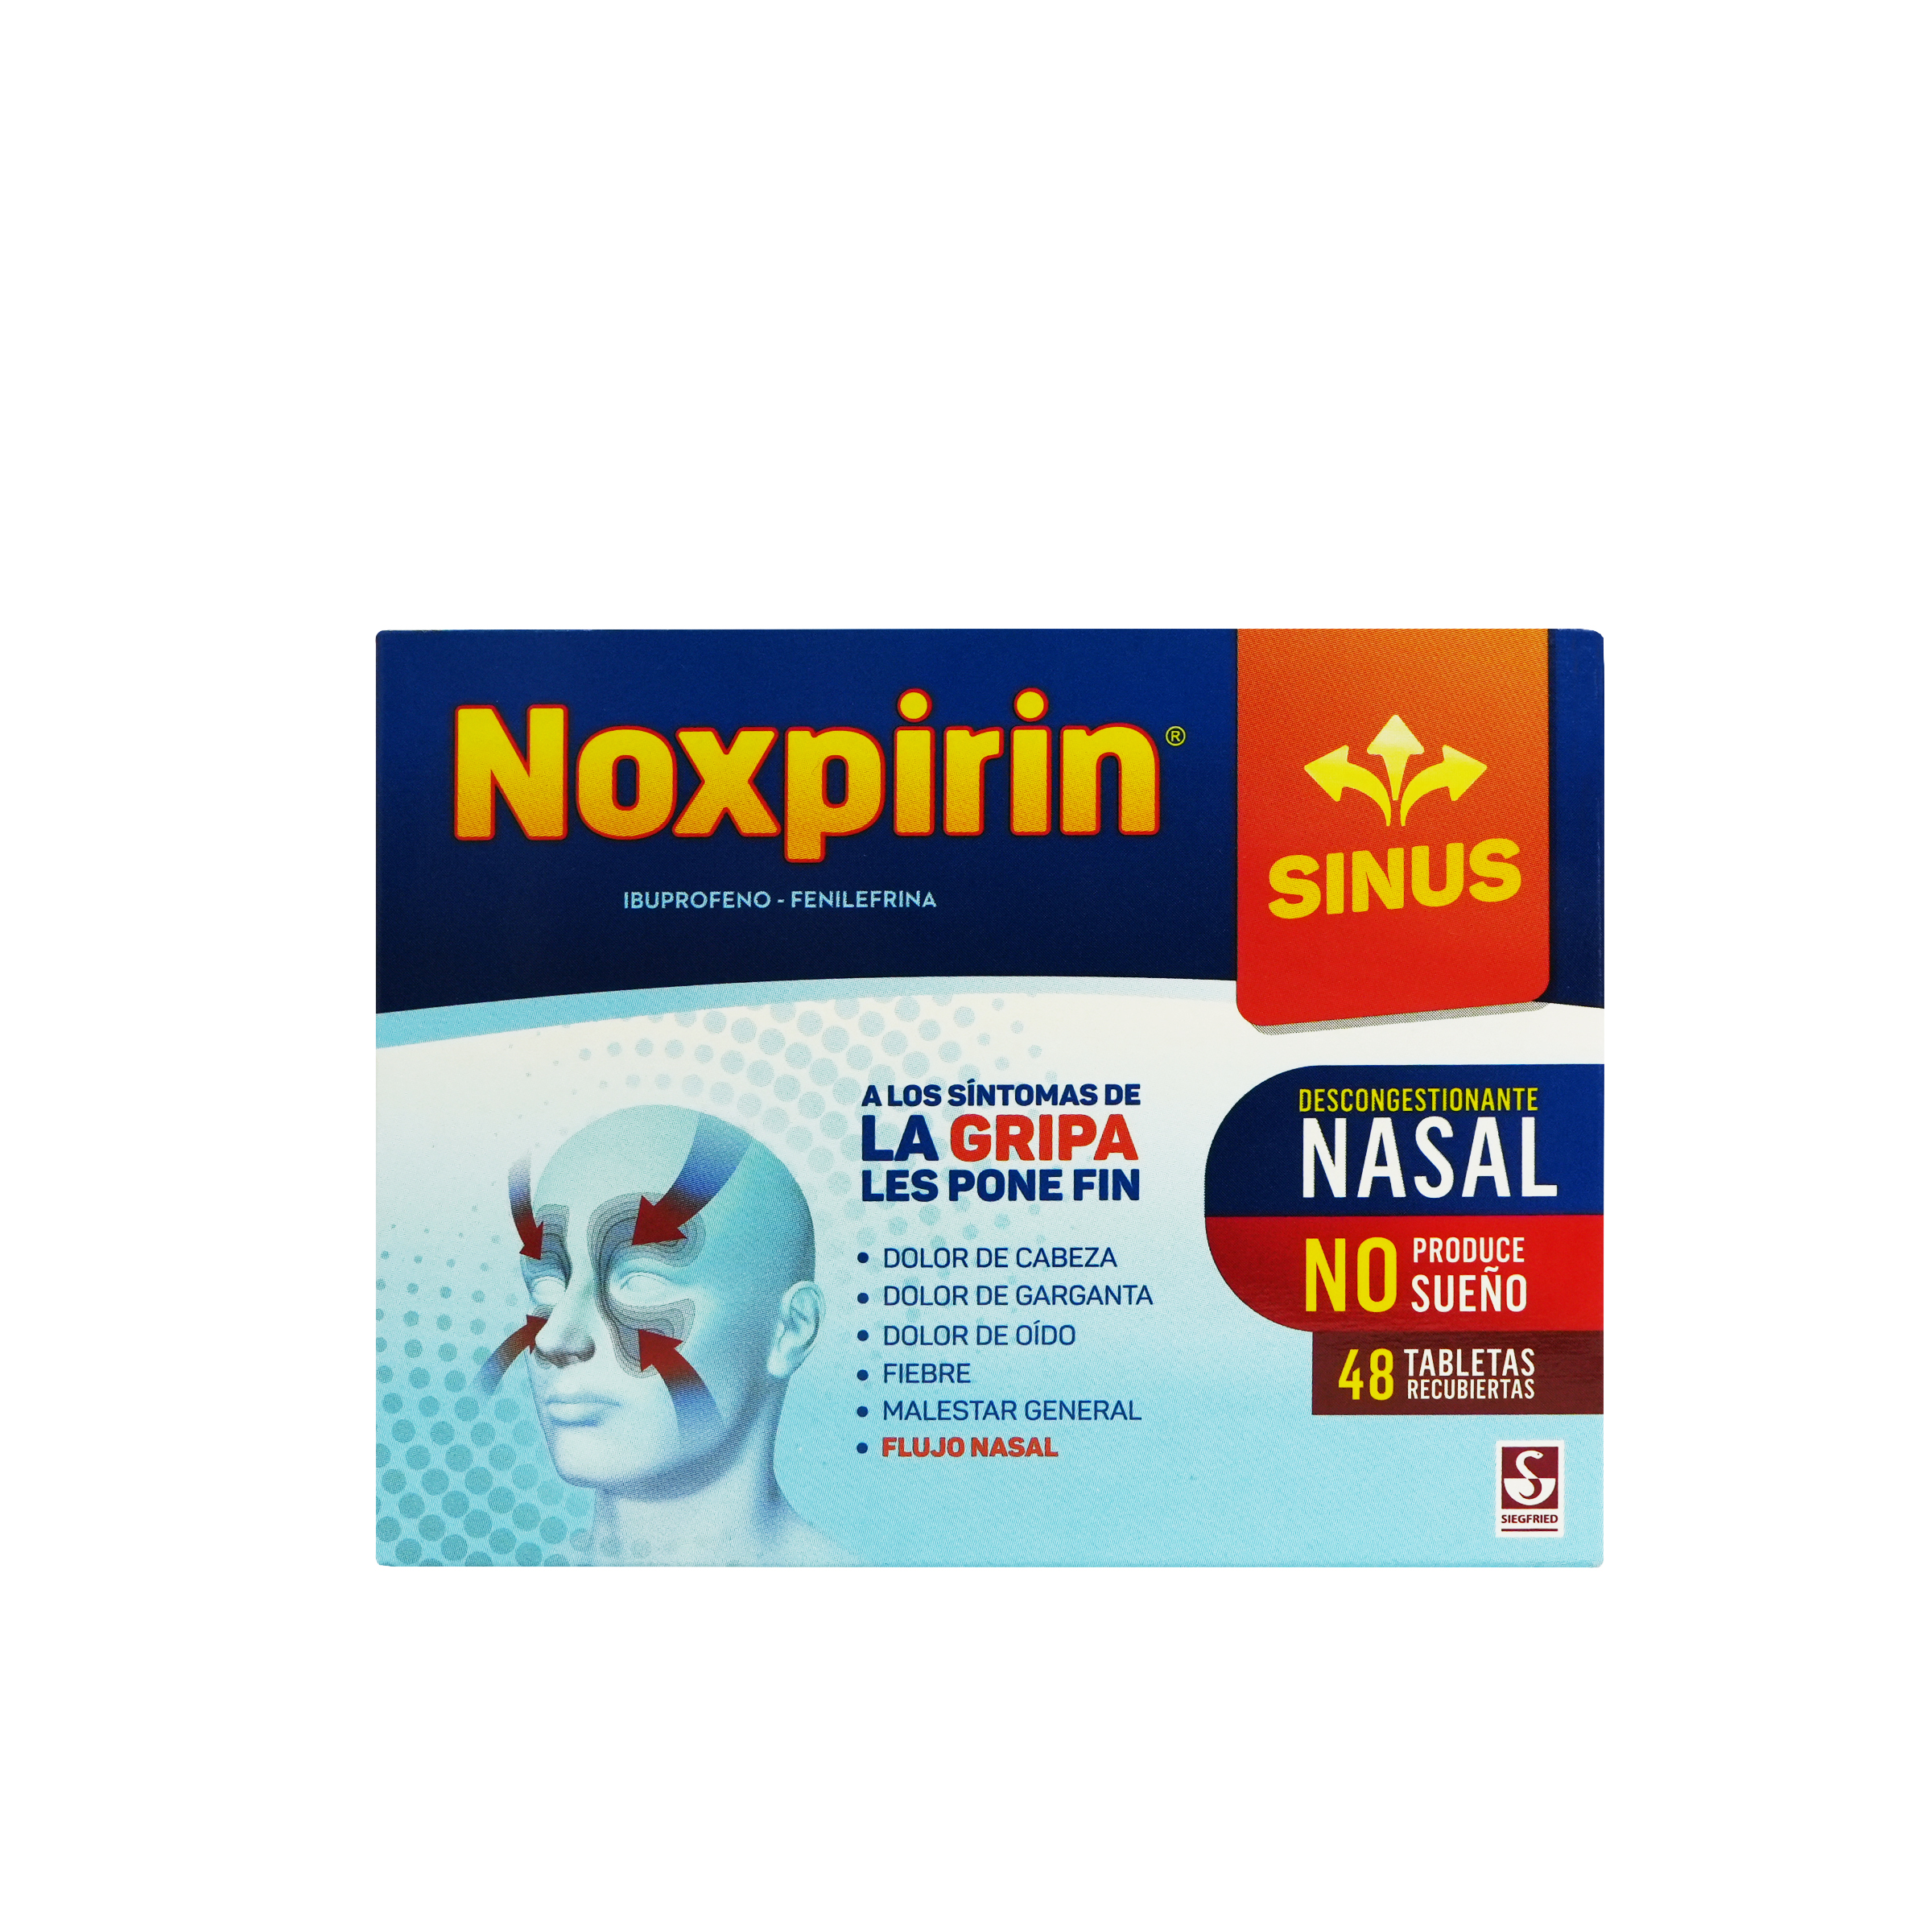 Noxpirin®
IBUPROFENO - FENILEFRINA
SINUS
A LOS SÍNTOMAS DE
LA GRIPA
LES PONE FIN
• DOLOR DE CABEZA
• DOLOR DE GARGANTA
• DOLOR DE OÍDO
• FIEBRE
• MALESTAR GENERAL
• FLUJO NASAL
DESCONGESTIONANTE
NASAL
NO PRODUCE
SUEÑO
48 TABLETAS
RECUBIERTAS
SIEGFRIED